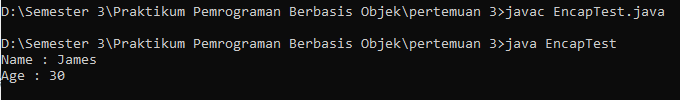 D:\Semester 3\Praktikum Pemrograman Berbasis Objek\pertemuan 3>javac EncapTest.java
D:\Semester 3\Praktikum Pemrograman Berbasis Objek\pertemuan 3>java EncapTest
Name : James
Age : 30